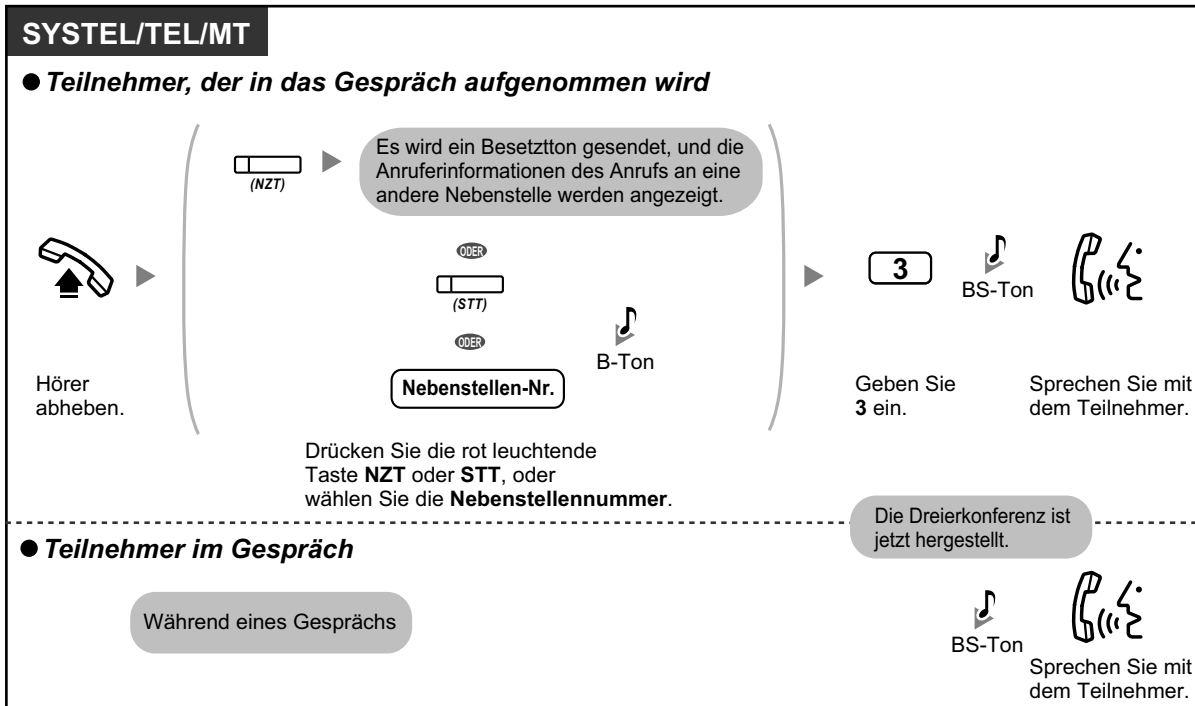 SYSTEL/TEL/MT
● Teilnehmer, der in das Gespräch aufgenommen wird
(NZT)
Es wird ein Besetztton gesendet, und die
Anruferinformationen des Anrufs an eine
andere Nebenstelle werden angezeigt.
ODER
(STT)
ODER
Nebenstellen-Nr.
B-Ton
3
BS-Ton
Hörer
abheben.
Drücken Sie die rot leuchtende
Taste NZT oder STT, oder
wählen Sie die Nebenstellennummer.
Geben Sie
3 ein.
Sprechen Sie mit
dem Teilnehmer.
Die Dreierkonferenz ist
jetzt hergestellt.
● Teilnehmer im Gespräch
Während eines Gesprächs
BS-Ton
Sprechen Sie mit
dem Teilnehmer.